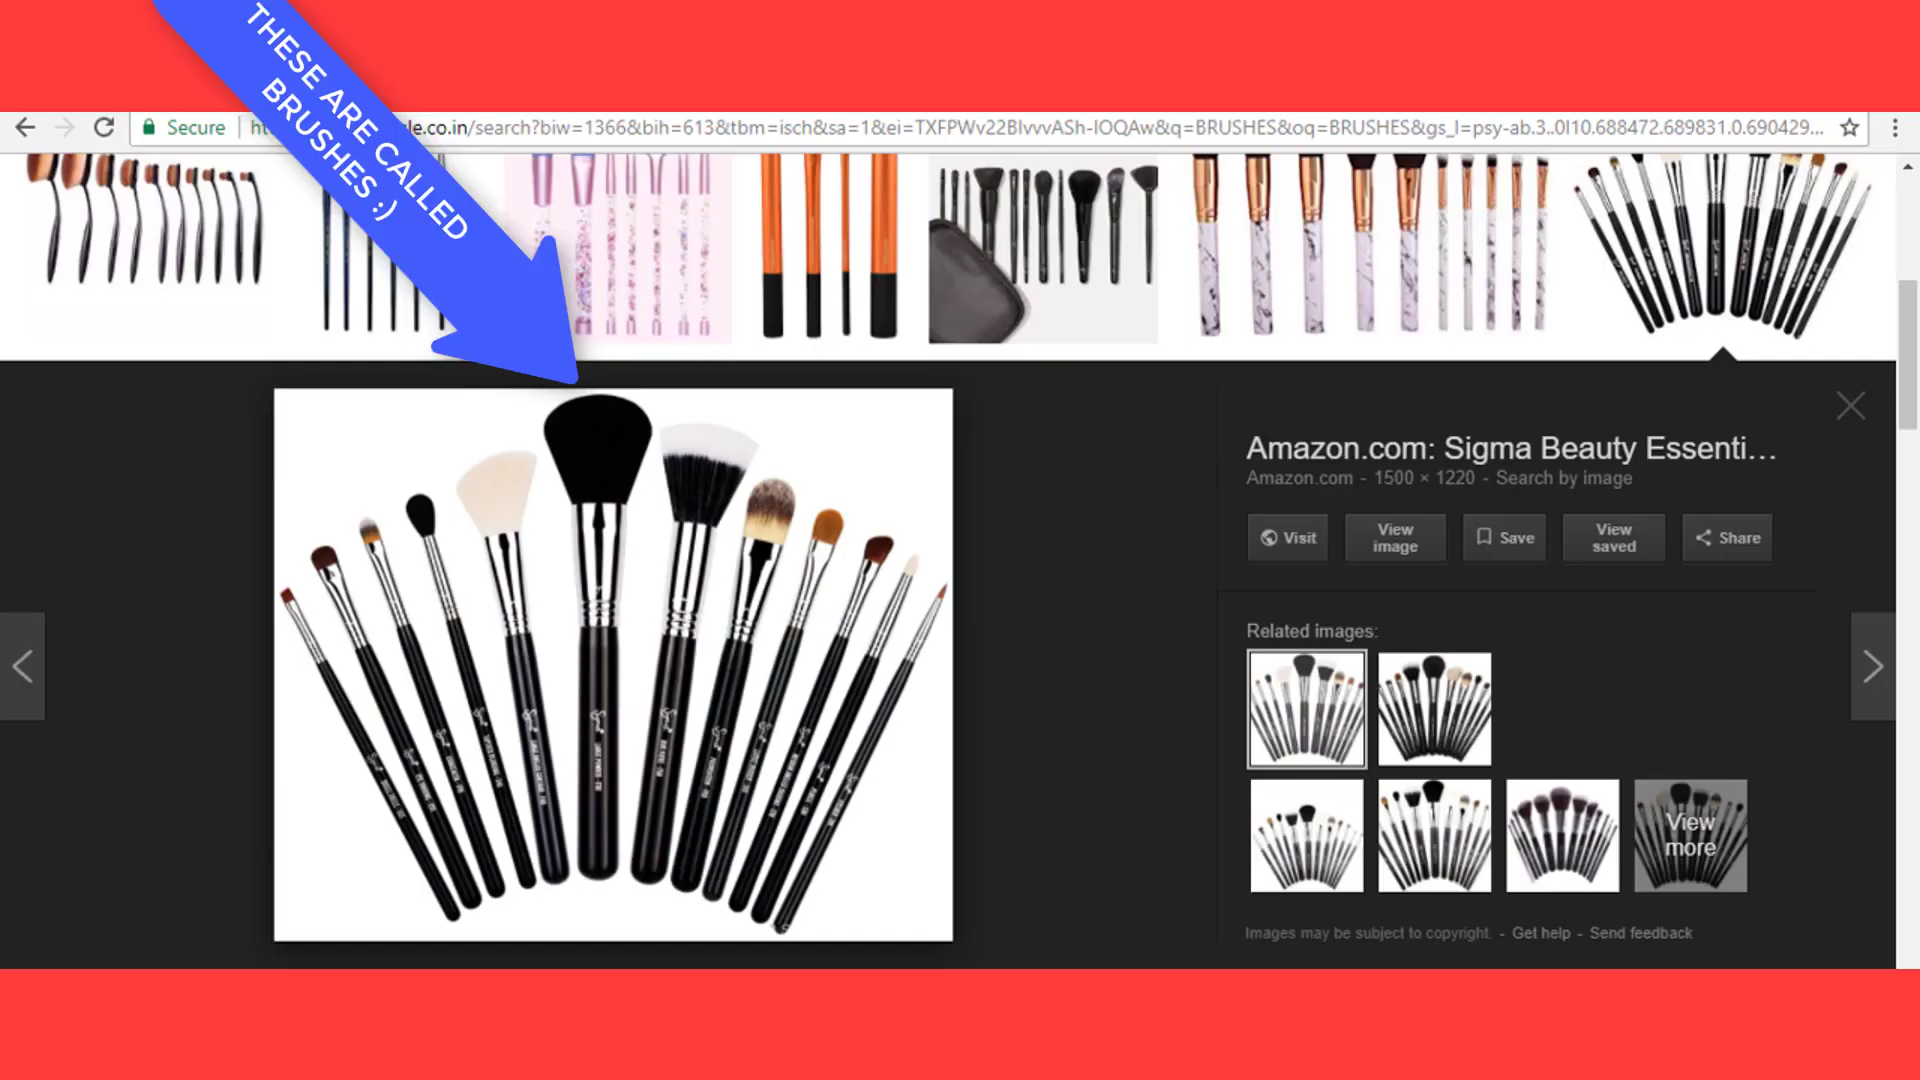 THESE ARE CALLED
BRUSHES :)
Secure
le.co.in/search?biw=1366&bih=613&tbm=isch&sa=1&ei=TXFPWv22BIvvvASh-IOQAw&q=BRUSHES&oq=BRUSHES&gs_l=psy-ab.3..0l10.688472.689831.0.690429...
Amazon.com: Sigma Beauty Essenti...
Amazon.com - 1500 × 1220 - Search by image
Visit
View
image
Save
View
saved
Share
Related images:
View
more
Images may be subject to copyright. - Get help - Send feedback